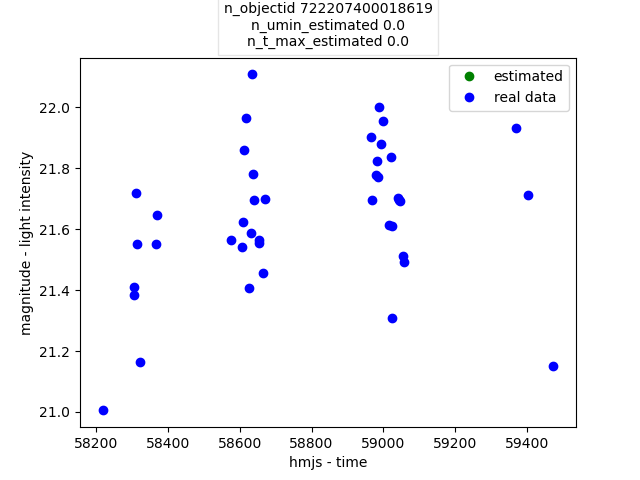 n_objectid 722207400018619
n_umin_estimated 0.0
n_t_max_estimated 0.0
estimated
real data
magnitude - light intensity
22.0
21.8
21.6
21.4
21.2
21.0
58200 58400 58600 58800 59000 59200 59400
hmjs - time